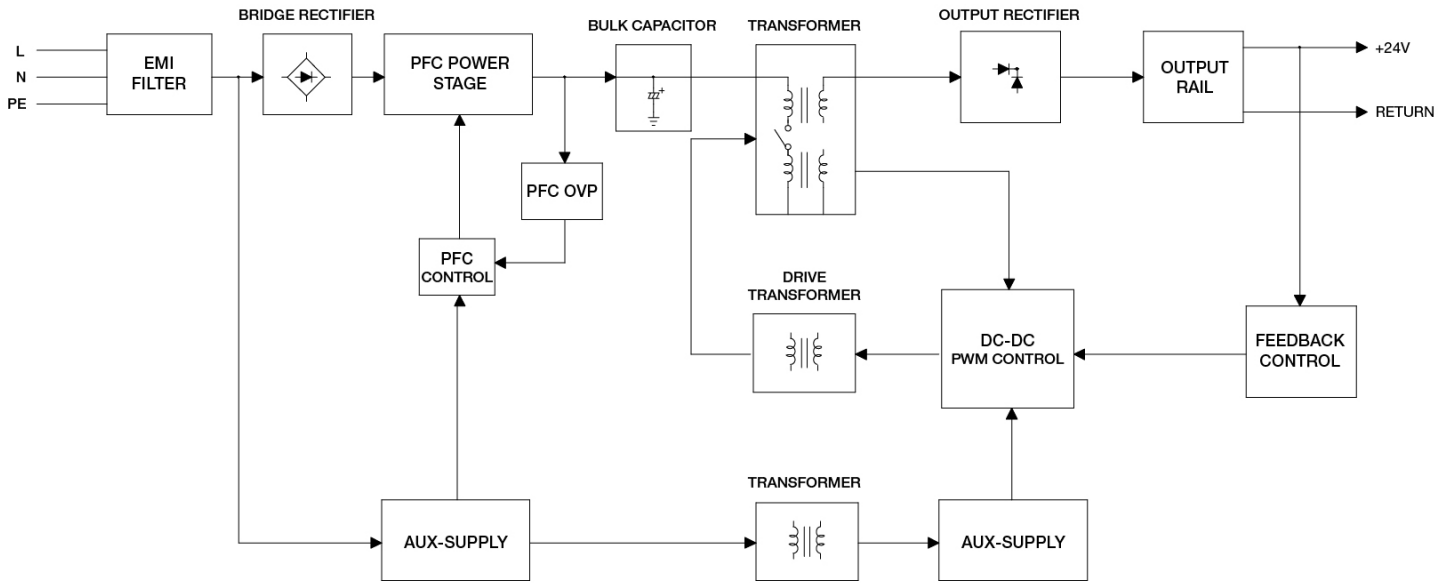 BRIDGE RECTIFIER
BULK CAPACITOR
TRANSFORMER
OUTPUT RECTIFIER
L
N
PE
EMI
FILTER
PFC POWER
STAGE
+
OUTPUT
RAIL
+24V
RETURN
PFC OVP
PFC
CONTROL
DRIVE
TRANSFORMER
DC-DC
PWM CONTROL
FEEDBACK
CONTROL
TRANSFORMER
AUX-SUPPLY
AUX-SUPPLY